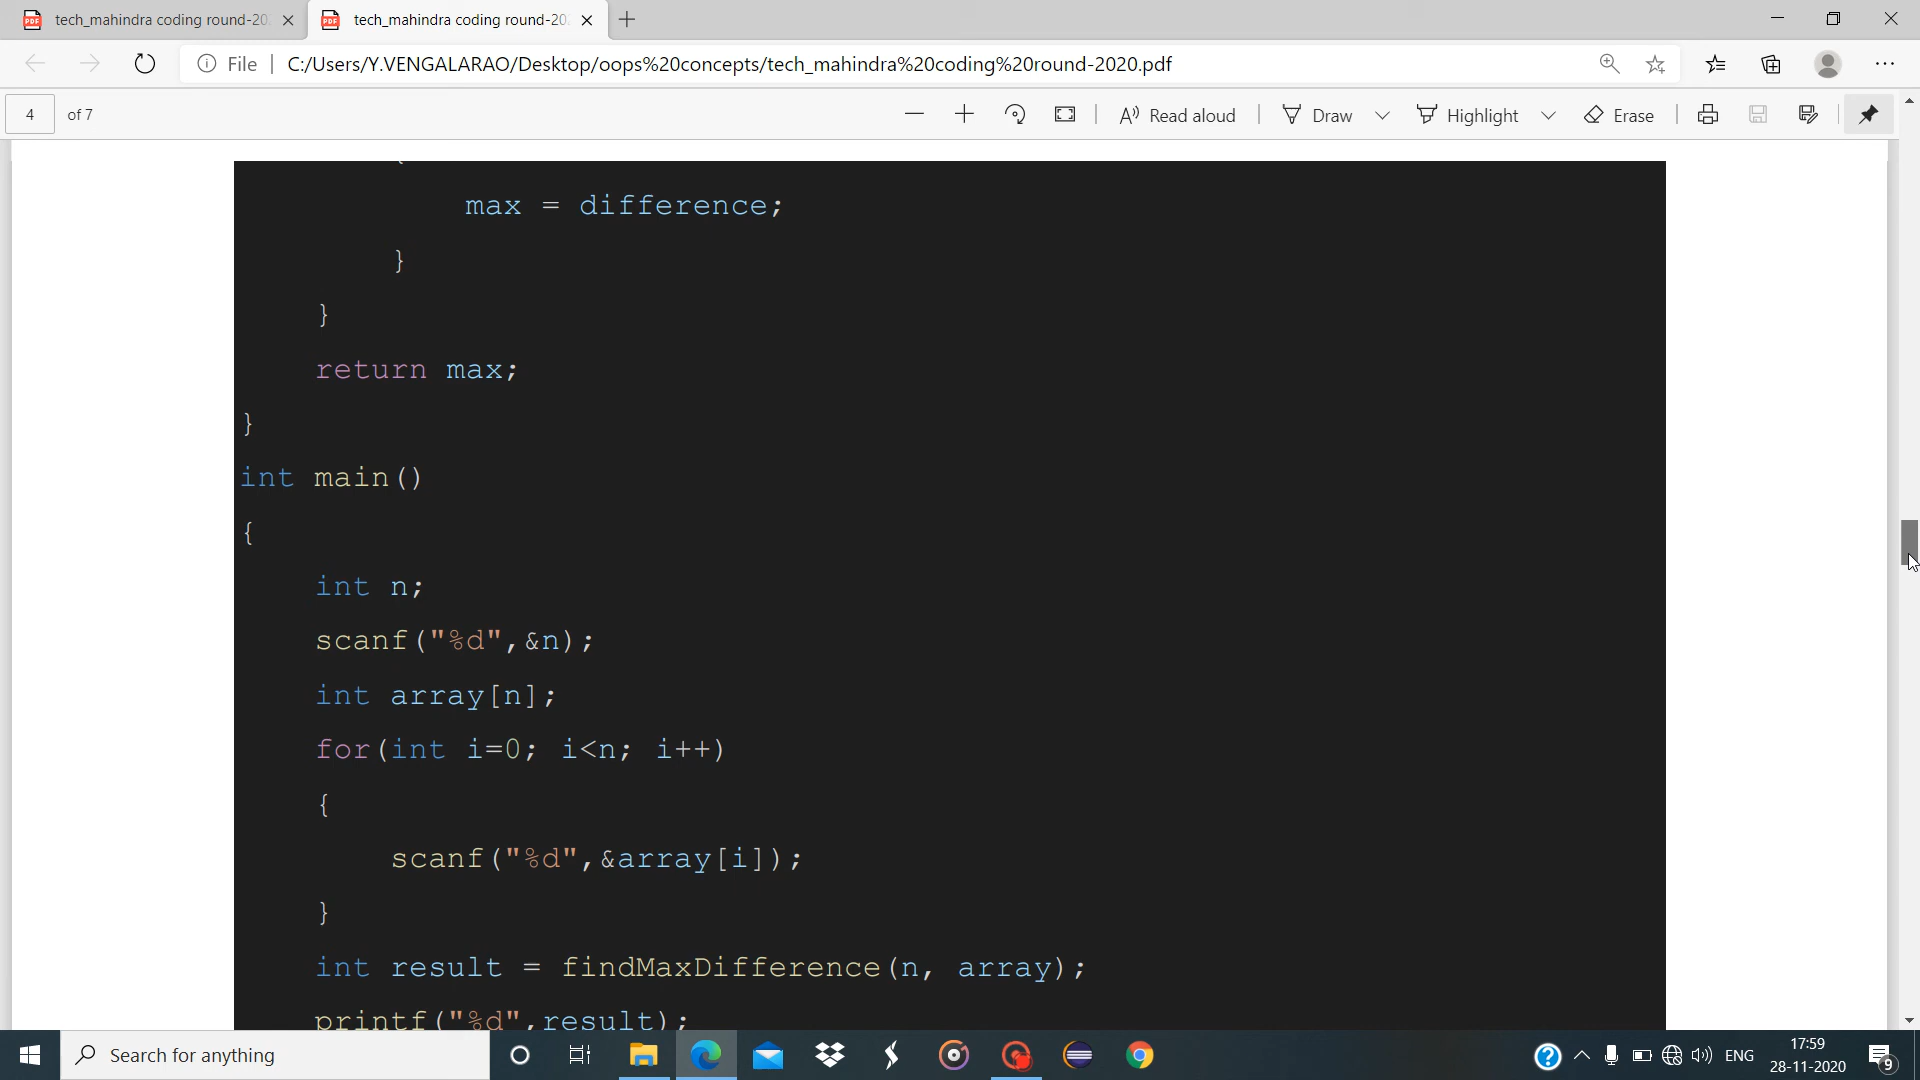 tech_mahindra coding round-20
tech_mahindra coding round-20
File
C:/Users/Y.VENGALARAO/Desktop/oops%20concepts/tech_mahindra%20coding%20round-2020.pdf
4 of 7
Read aloud
Draw
Highlight
Erase
{
max = difference;
}
}
return max;
}
int main()
{
int n;
scanf("%d",&n);
int array[n];
for(int i=0; i<n; i++)
{
scanf("%d",&array[i]);
}
int result = findMaxDifference(n, array);
printf("%d",result);
Search for anything
ENG
17:59
28-11-2020
9